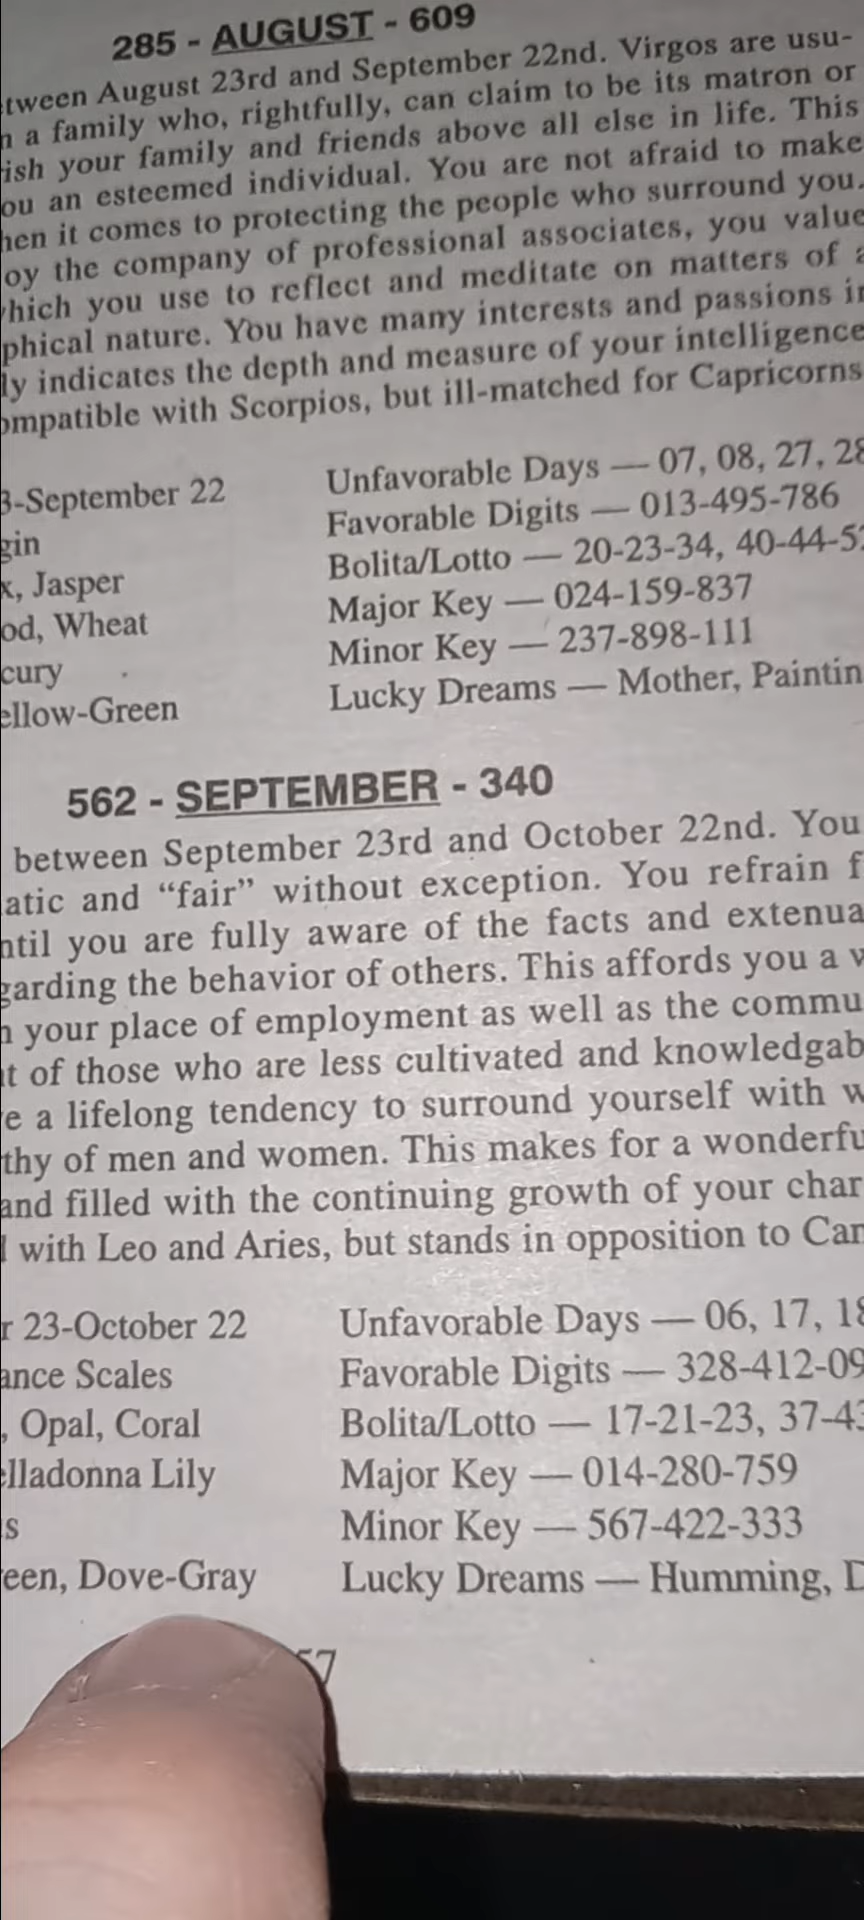 285 - AUGUST - 609
between August 23rd and September 22nd. Virgos are usu-
a family who, rightfully, can claim to be its matron or
your family and friends above all else in life. This
an esteemed individual. You are not afraid to make
it comes to protecting the people who surround you.
the company of professional associates, you value
which you use to reflect and meditate on matters of
phical nature. You have many interests and passions
ly indicates the depth and measure of your intelligence
ompatible with Scorpios, but ill-matched for Capricorns
3-September 22
Unfavorable Days — 07, 08, 27, 28
gin
Favorable Digits — 013-495-786
x, Jasper
Bolita/Lotto — 20-23-34, 40-44-5
od, Wheat
Major Key — 024-159-837
cury
Minor Key — 237-898-111
ellow-Green
Lucky Dreams — Mother, Paintin
562 - SEPTEMBER - 340
between September 23rd and October 22nd. You
atic and “fair” without exception. You refrain f
ntil you are fully aware of the facts and extenua
garding the behavior of others. This affords you a w
n your place of employment as well as the commu
t of those who are less cultivated and knowledgab
e a lifelong tendency to surround yourself with w
thy of men and women. This makes for a wonderfu
and filled with the continuing growth of your char
with Leo and Aries, but stands in opposition to Can
r 23-October 22
Unfavorable Days — 06, 17, 18
ance Scales
Favorable Digits — 328-412-09
, Opal, Coral
Bolita/Lotto — 17-21-23, 37-43
elladonna Lily
Major Key — 014-280-759
s
Minor Key — 567-422-333
een, Dove-Gray
Lucky Dreams — Humming, D
57